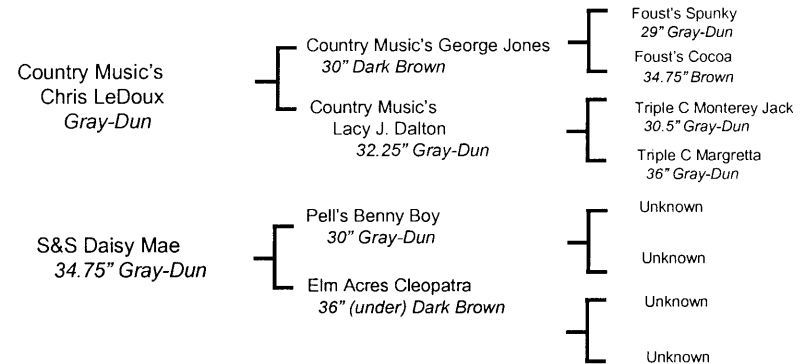 Country Music's
Chris LeDoux
Gray-Dun
Country Music's George Jones
30" Dark Brown
Country Music's
Lacy J. Dalton
32.25" Gray-Dun
Foust's Spunky
29" Gray-Dun
Foust's Cocoa
34.75" Brown
Triple C Monterey Jack
30.5" Gray-Dun
Triple C Margretta
36" Gray-Dun
S&S Daisy Mae
34.75" Gray-Dun
Pell's Benny Boy
30" Gray-Dun
Elm Acres Cleopatra
36" (under) Dark Brown
Unknown
Unknown
Unknown
Unknown